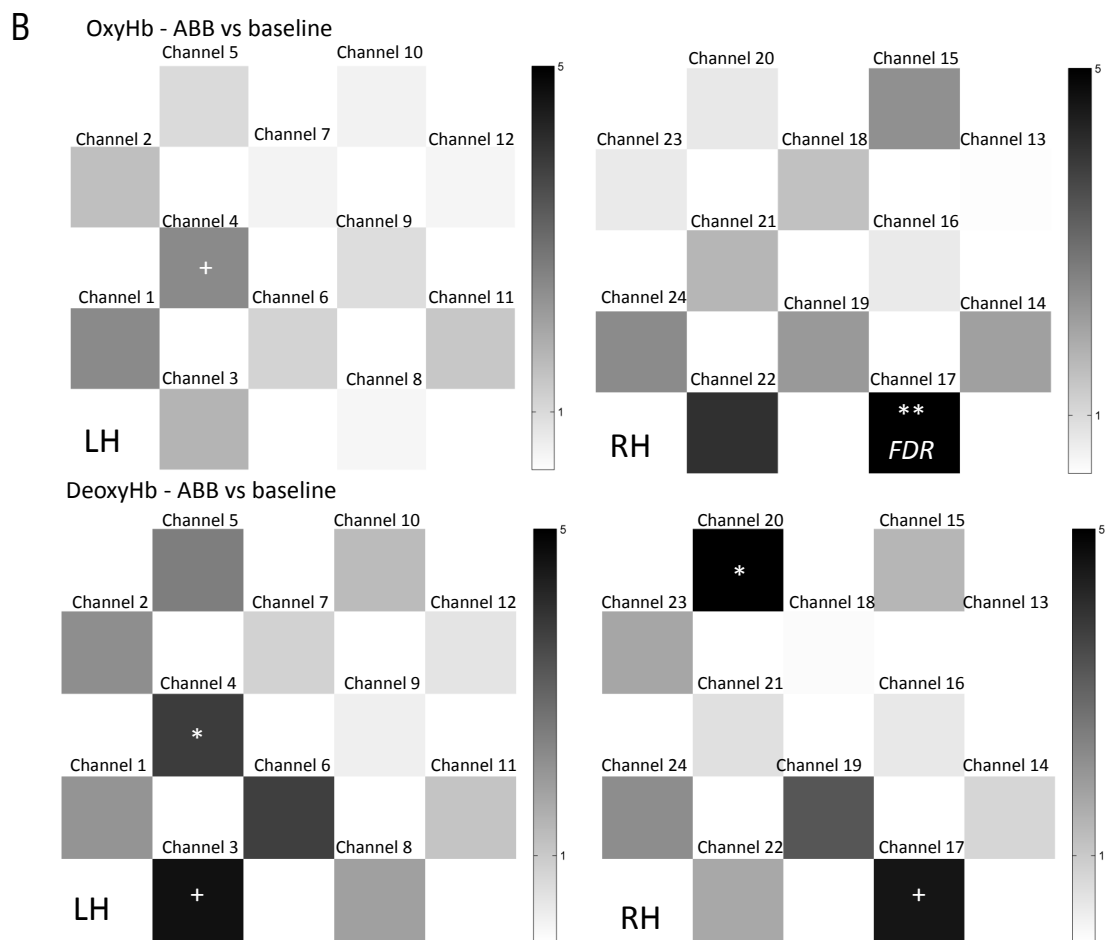 B
OxyHb - ABB vs baseline
Channel 5
Channel 10
Channel 2
Channel 7
Channel 12
Channel 4
Channel 9
+
Channel 1
Channel 6
Channel 11
Channel 3
Channel 8
LH
5
1
Channel 20
Channel 15
Channel 23
Channel 18
Channel 13
Channel 21
Channel 16
Channel 24
Channel 19
Channel 14
Channel 22
Channel 17
**
FDR
RH
5
1
DeoxyHb - ABB vs baseline
Channel 5
Channel 10
Channel 2
Channel 7
Channel 12
Channel 4
Channel 9
*
Channel 1
Channel 6
Channel 11
Channel 3
Channel 8
+
LH
5
1
Channel 20
Channel 15
*
Channel 23
Channel 18
Channel 13
Channel 21
Channel 16
Channel 24
Channel 19
Channel 14
Channel 22
Channel 17
+
RH
5
1